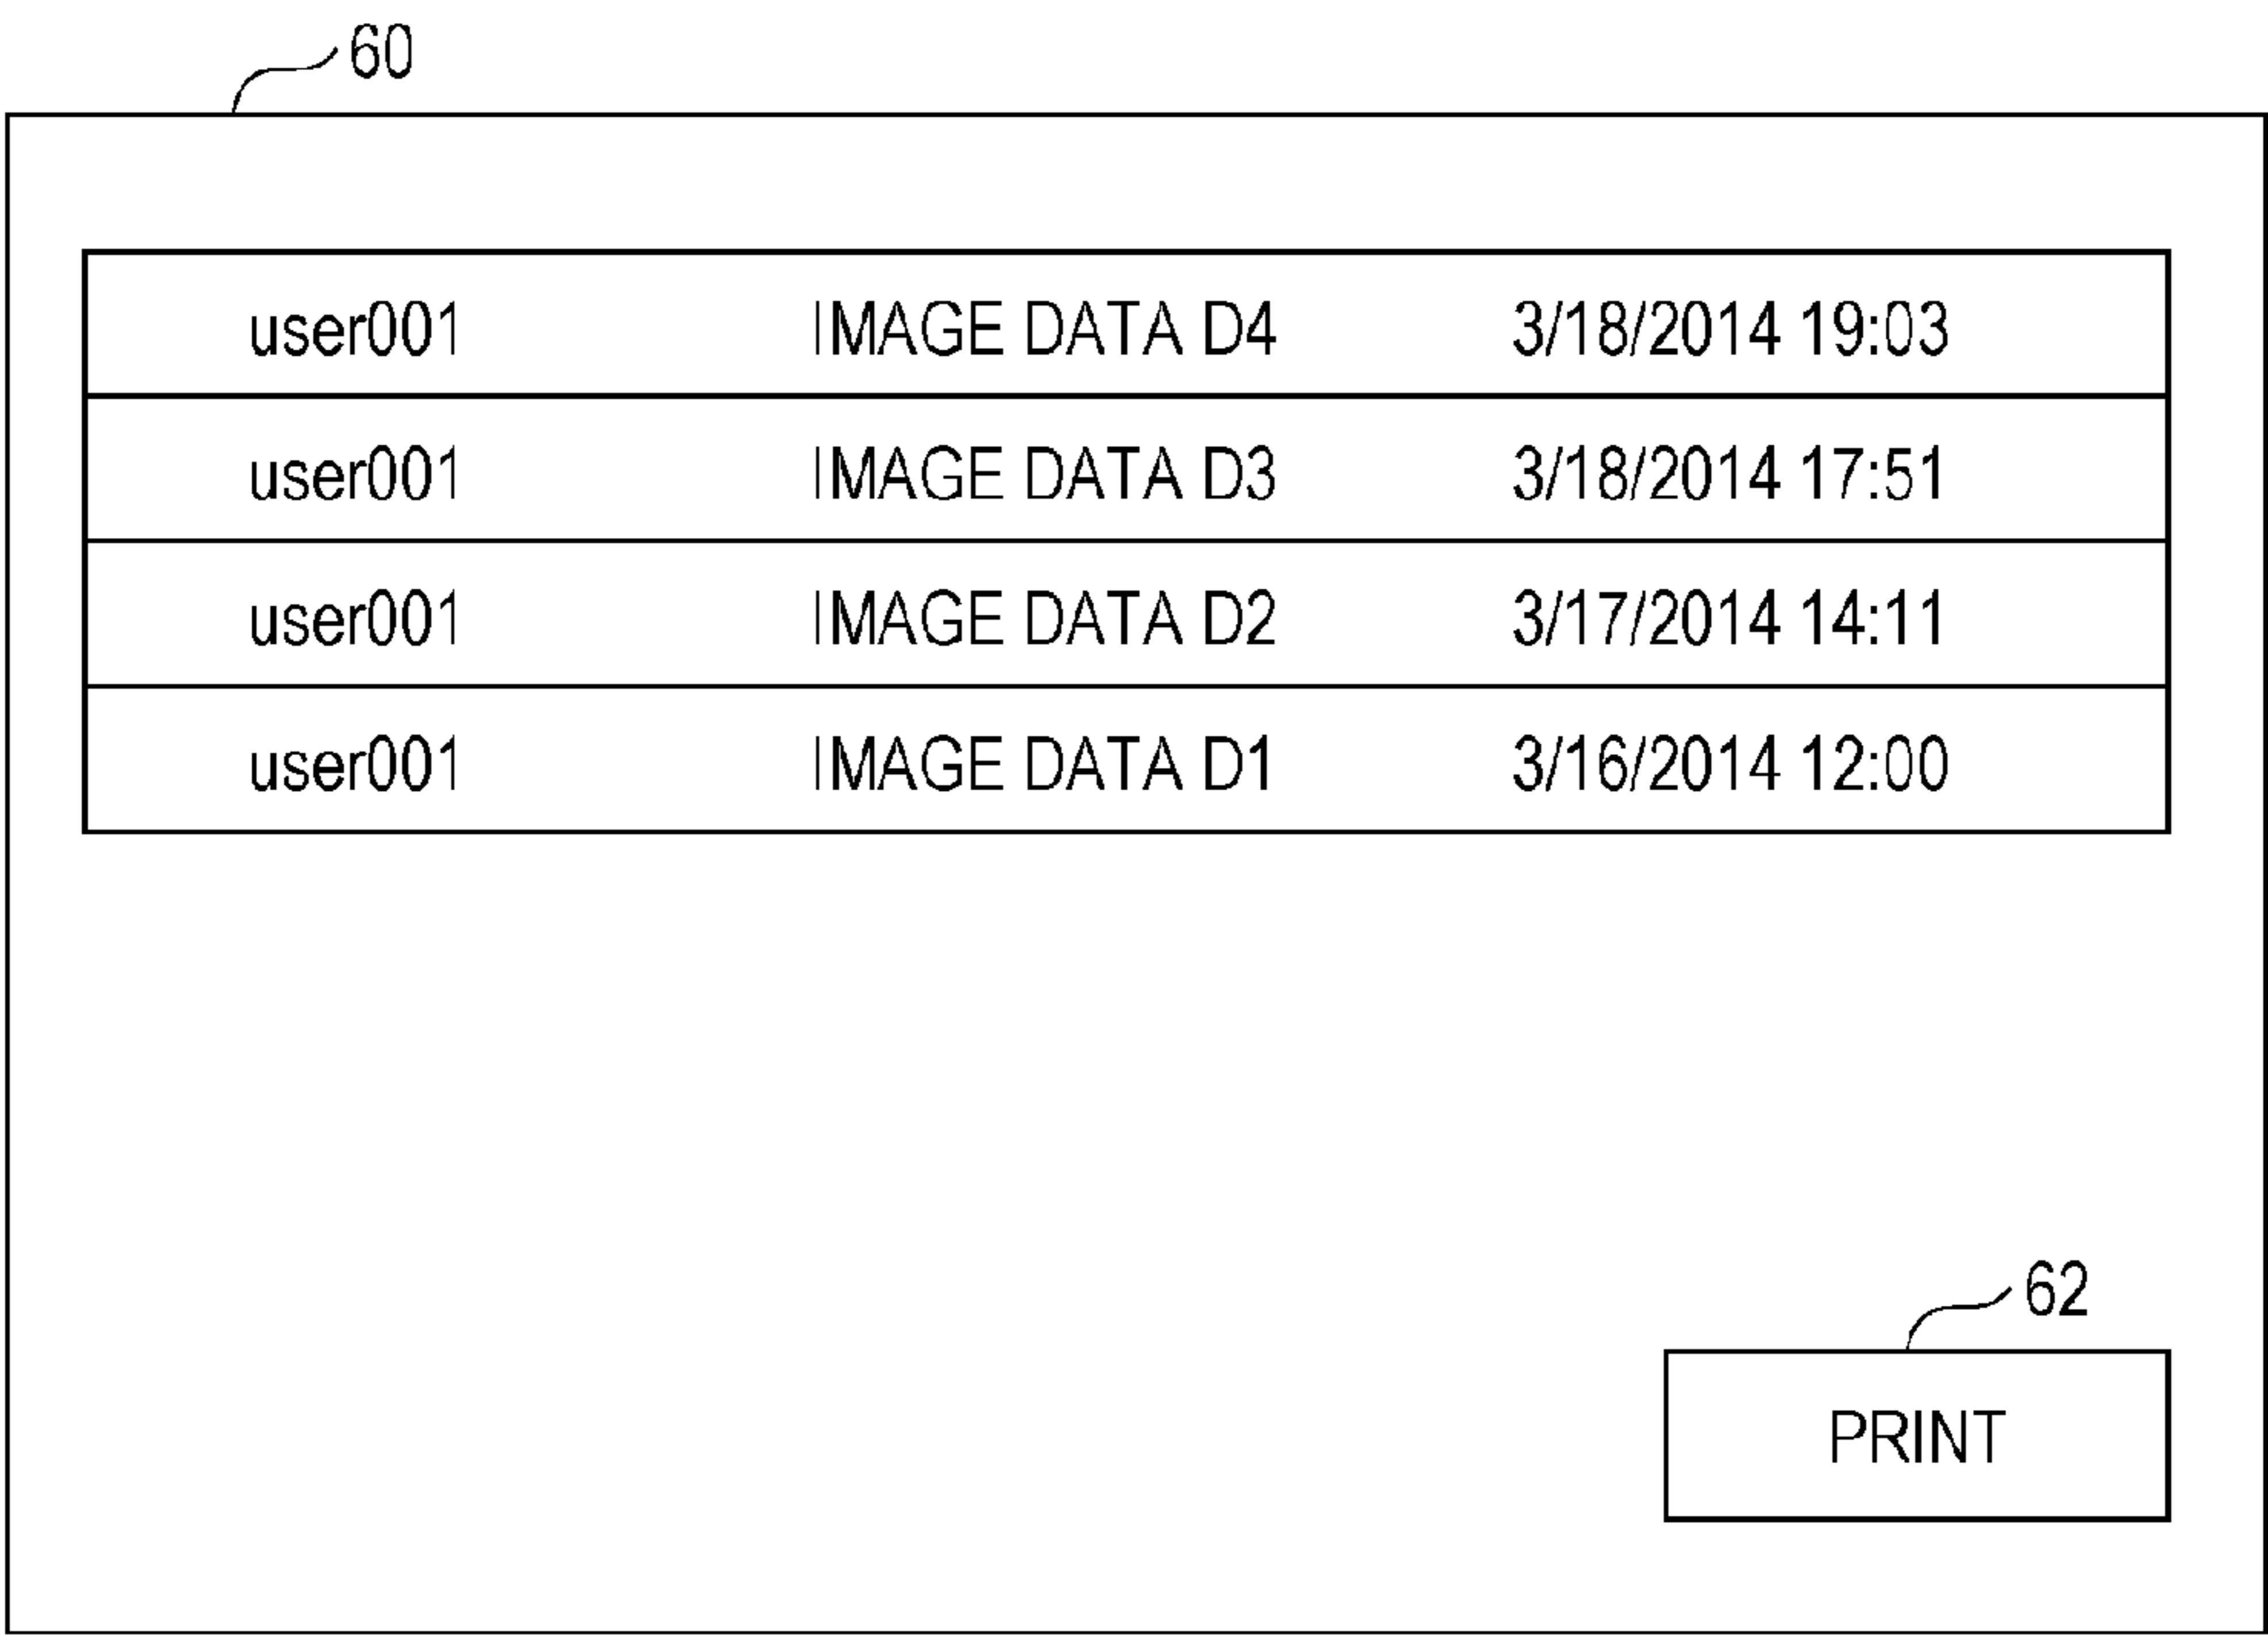 60
user001 IMAGE DATA D4 3/18/2014 19:03
user001 IMAGE DATA D3 3/18/2014 17:51
user001 IMAGE DATA D2 3/17/2014 14:11
user001 IMAGE DATA D1 3/16/2014 12:00
62
PRINT